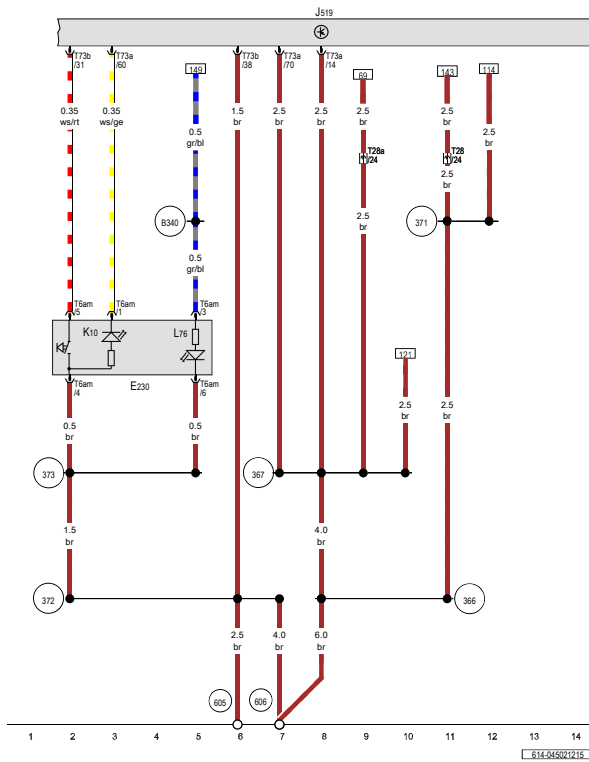 J519
T73b
/31
T73a
/60
T73b
/38
T73a
/70
T73a
/14
149
69
143
114
0.35
ws/rt
0.35
ws/ge
0.5
gr/bl
1.5
br
2.5
br
2.5
br
2.5
br
2.5
br
2.5
br
T28a
/24
T28
/24
2.5
br
B340
371
2.5
br
0.5
gr/bl
T6am
/5
T6am
/1
T6am
/3
K10
L76
E230
121
T6am
/4
T6am
/6
0.5
br
0.5
br
2.5
br
2.5
br
373
367
1.5
br
4.0
br
372
366
2.5
br
4.0
br
6.0
br
605
606
1 2 3 4 5 6 7 8 9 10 11 12 13 14
614-045021215